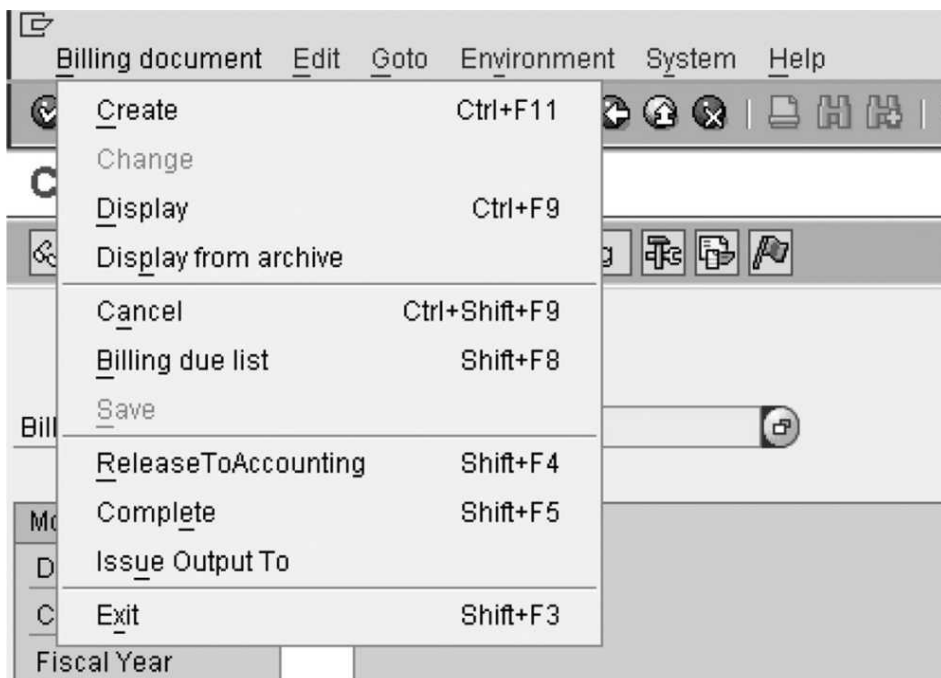 Billing document Edit Goto Environment System Help
Create Ctrl+F11
Change
C
Display Ctrl+F9
Display from archive
g
Cancel Ctrl+Shift+F9
Billing due list Shift+F8
Save
Bill
ReleaseToAccounting Shift+F4
Complete Shift+F5
Mo
Issue Output To
D
Exit Shift+F3
C
Fiscal Year